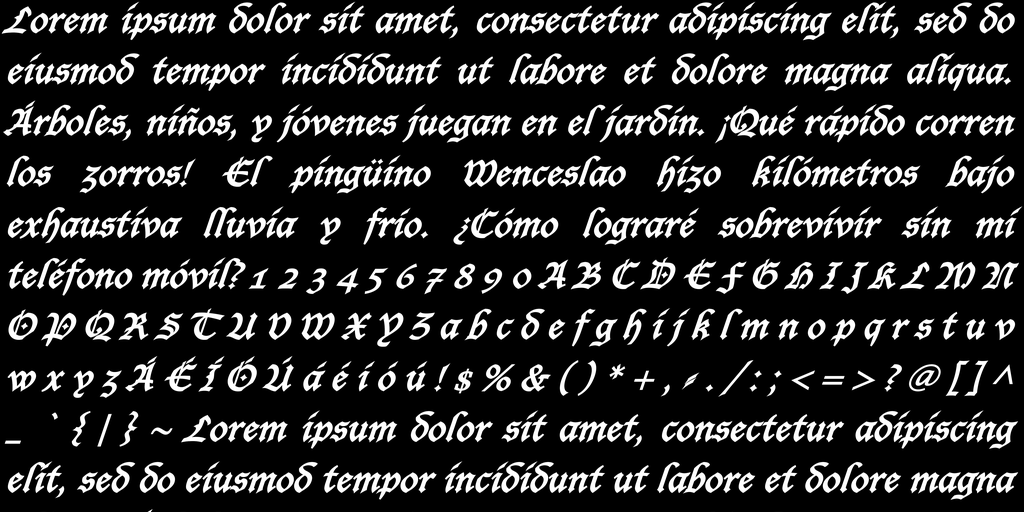 Lorem ipsum dolor sit amet, consectetur adipiscing elit, sed do
eiusmod tempor incididunt ut labore et dolore magna aliqua.
Árboles, niños, y jóvenes juegan en el jardín. ¡Qué rápido corren
los zorros! El pingüino Wenceslao hizo kilómetros bajo
exhaustiva lluvia y frío. ¿Cómo lograré sobrevivir sin mi
teléfono móvil? 1 2 3 4 5 6 7 8 9 0 A B C D E F G H I J K L M N
O P Q R S T U V W X Y Z a b c d e f g h i j k l m n o p q r s t u v
w x y z Á É Í Ó Ú á é í ó ú ! $ % & ( ) * + , - . / : ; < = > ? @ [ ] ^
_ ` { | } ~ Lorem ipsum dolor sit amet, consectetur adipiscing
elit, sed do eiusmod tempor incididunt ut labore et dolore magna